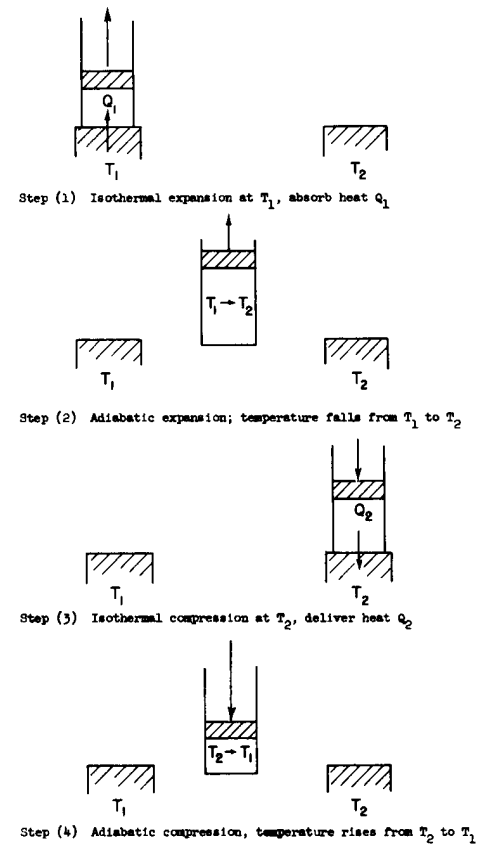 Q₁
T₁ T₂
Step (1) Isothermal expansion at T₁, absorb heat Q₁
T₁→T₂
T₁ T₂
Step (2) Adiabatic expansion; temperature falls from T₁ to T₂
Q₂
T₁ T₂
Step (3) Isothermal compression at T₂, deliver heat Q₂
T₂→T₁
T₁ T₂
Step (4) Adiabatic compression, temperature rises from T₂ to T₁